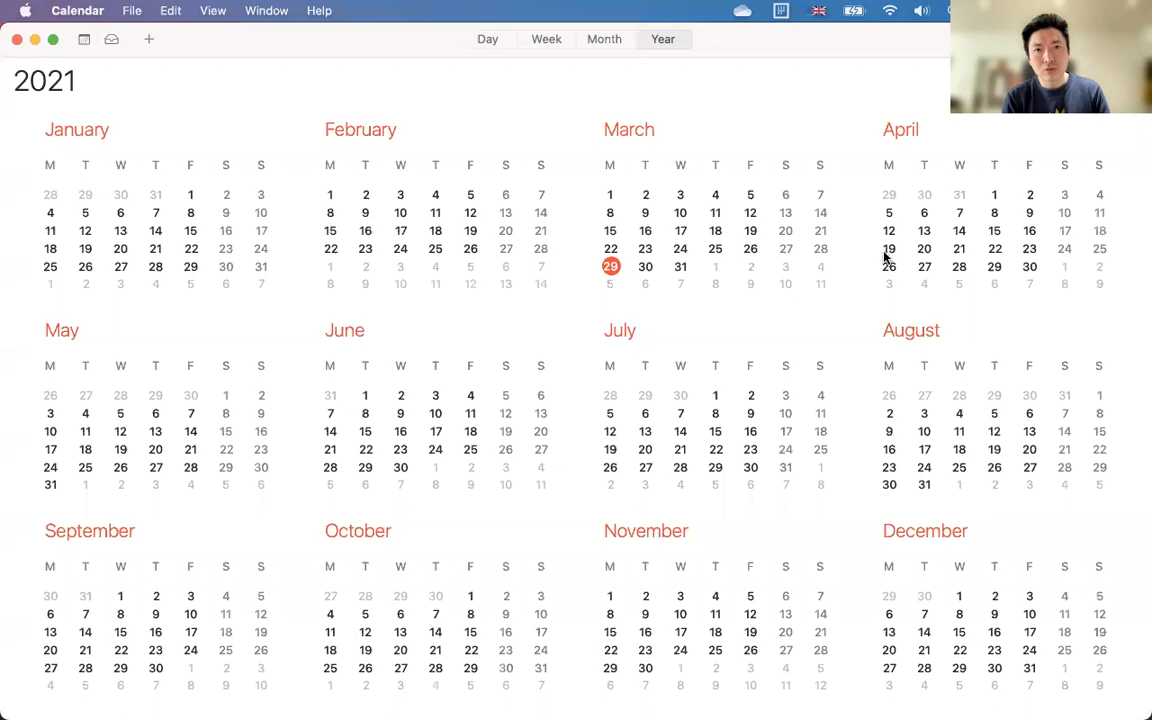 Calendar File Edit View Window Help
Day Week Month Year
2021
January February March April
M T W T F S S M T W T F S S M T W T F S S M T W T F S S
28 29 30 31 1 2 3 1 2 3 4 5 6 7 1 2 3 4 5 6 7 29 30 31 1 2 3 4
4 5 6 7 8 9 10 8 9 10 11 12 13 14 8 9 10 11 12 13 14 5 6 7 8 9 10 11
11 12 13 14 15 16 17 15 16 17 18 19 20 21 15 16 17 18 19 20 21 12 13 14 15 16 17 18
18 19 20 21 22 23 24 22 23 24 25 26 27 28 22 23 24 25 26 27 28 19 20 21 22 23 24 25
25 26 27 28 29 30 31 1 2 3 4 5 6 7 29 30 31 1 2 3 4 26 27 28 29 30 1 2
1 2 3 4 5 6 7 8 9 10 11 12 13 14 5 6 7 8 9 10 11 3 4 5 6 7 8 9
May June July August
M T W T F S S M T W T F S S M T W T F S S M T W T F S S
26 27 28 29 30 1 2 31 1 2 3 4 5 6 28 29 30 1 2 3 4 26 27 28 29 30 31 1
3 4 5 6 7 8 9 7 8 9 10 11 12 13 5 6 7 8 9 10 11 2 3 4 5 6 7 8
10 11 12 13 14 15 16 14 15 16 17 18 19 20 12 13 14 15 16 17 18 9 10 11 12 13 14 15
17 18 19 20 21 22 23 21 22 23 24 25 26 27 19 20 21 22 23 24 25 16 17 18 19 20 21 22
24 25 26 27 28 29 30 28 29 30 1 2 3 4 26 27 28 29 30 31 1 23 24 25 26 27 28 29
31 1 2 3 4 5 6 5 6 7 8 9 10 11 2 3 4 5 6 7 8 30 31 1 2 3 4 5
September October November December
M T W T F S S M T W T F S S M T W T F S S M T W T F S S
30 31 1 2 3 4 5 27 28 29 30 1 2 3 1 2 3 4 5 6 7 29 30 1 2 3 4 5
6 7 8 9 10 11 12 4 5 6 7 8 9 10 8 9 10 11 12 13 14 6 7 8 9 10 11 12
13 14 15 16 17 18 19 11 12 13 14 15 16 17 15 16 17 18 19 20 21 13 14 15 16 17 18 19
20 21 22 23 24 25 26 18 19 20 21 22 23 24 22 23 24 25 26 27 28 20 21 22 23 24 25 26
27 28 29 30 1 2 3 25 26 27 28 29 30 31 29 30 1 2 3 4 5 27 28 29 30 31 1 2
4 5 6 7 8 9 10 1 2 3 4 5 6 7 6 7 8 9 10 11 12 3 4 5 6 7 8 9